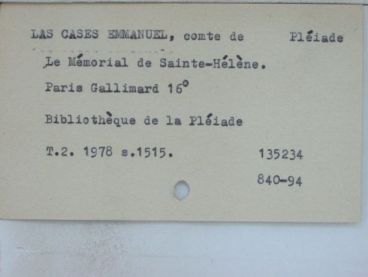 LAS CASES EMMANUEL, comte de Pléiade
Le Mémorial de Sainte-Hélène.
Paris Gallimard 16°
Bibliothèque de la Pléiade
T.2. 1978 s.1515. 135234
840-94